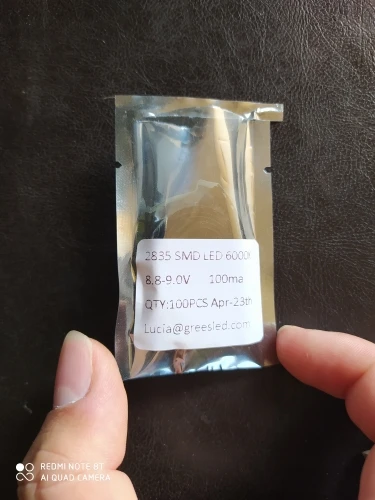 2835 SMD LED 6000K
8.8-9.0V 100ma
QTY:100PCS Apr-23th
Lucia@greesled.com
REDMI NOTE 8T
AI QUAD CAMERA